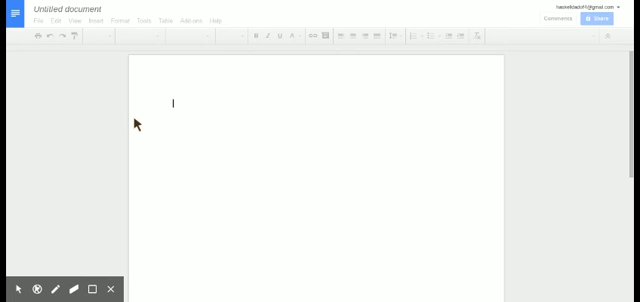 Untitled document
File Edit View Insert Format Tools Table Add-ons Help
Comments
Share